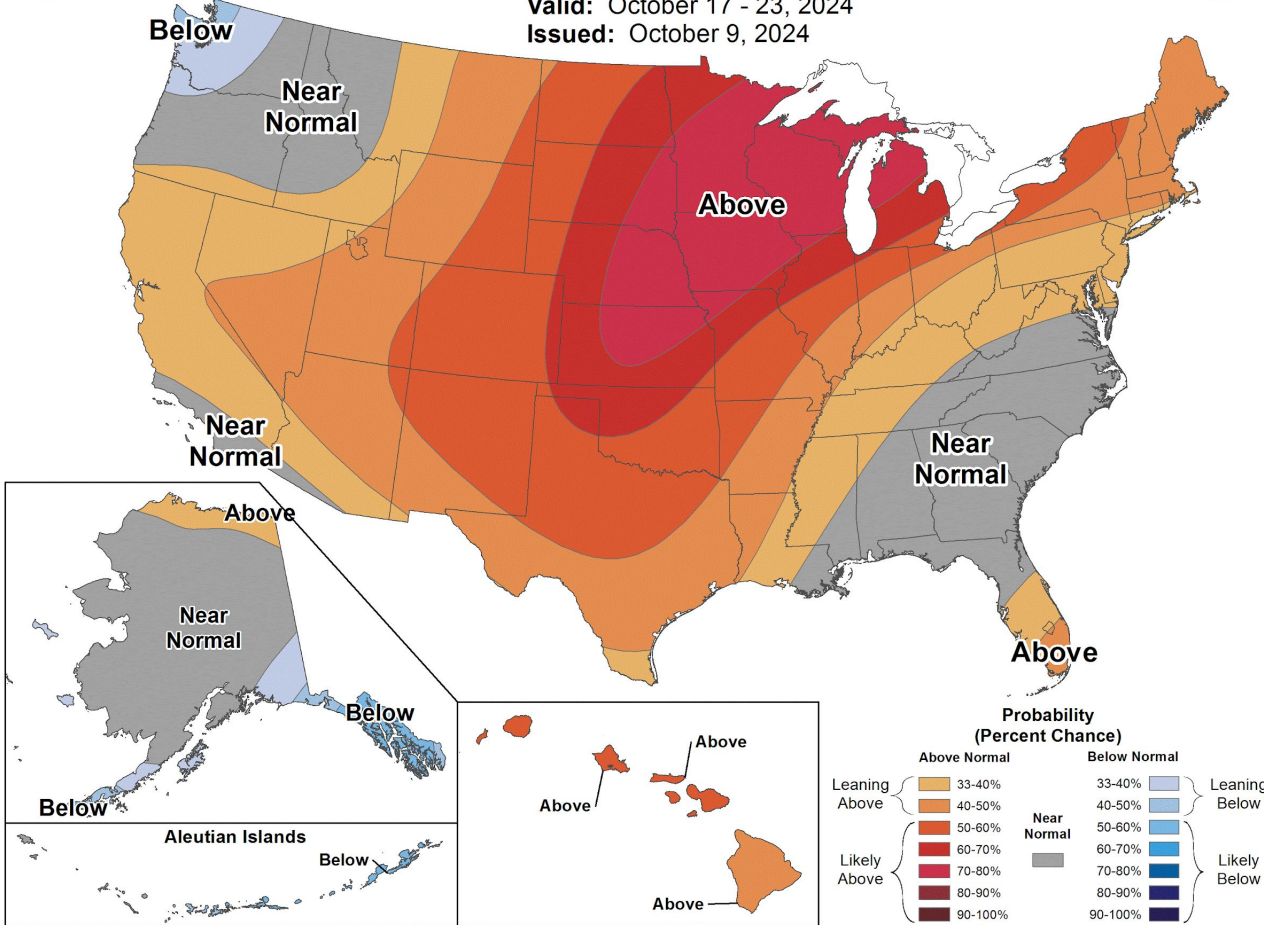 Valid: October 17 - 23, 2024
Issued: October 9, 2024
Below
Near
Normal
Above
Near
Normal
Near
Normal
Above
Above
Near
Normal
Below
Below
Aleutian Islands
Below
Above
Above
Above
Probability
(Percent Chance)
Above Normal
Below Normal
Leaning
Above
33-40%
40-50%
Likely
Above
50-60%
60-70%
70-80%
80-90%
90-100%
Near
Normal
33-40%
40-50%
Leaning
Below
50-60%
60-70%
70-80%
80-90%
90-100%
Likely
Below